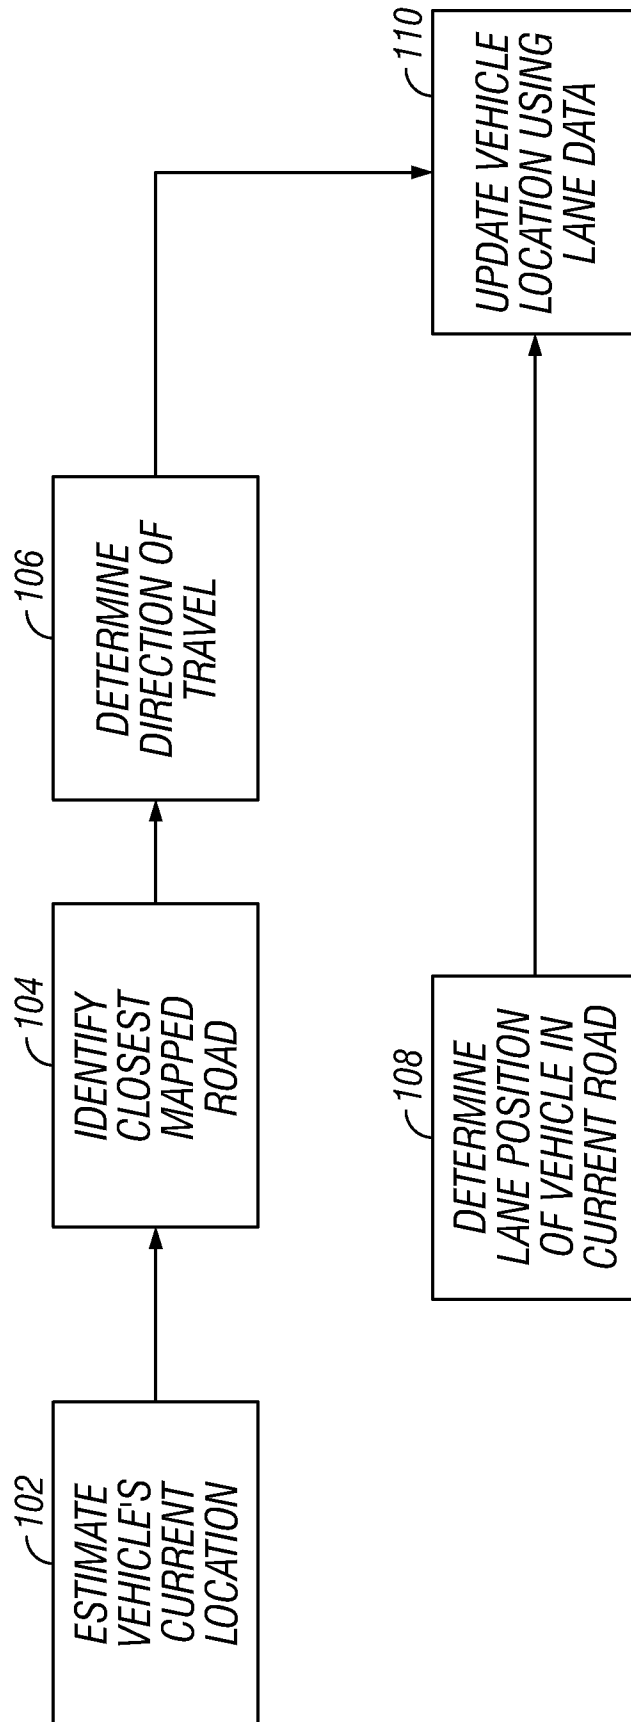 102
ESTIMATE
VEHICLE'S
CURRENT
LOCATION
104
IDENTIFY
CLOSEST
MAPPED
ROAD
106
DETERMINE
DIRECTION OF
TRAVEL
108
DETERMINE
LANE POSITION
OF VEHICLE IN
CURRENT ROAD
110
UPDATE VEHICLE
LOCATION USING
LANE DATA